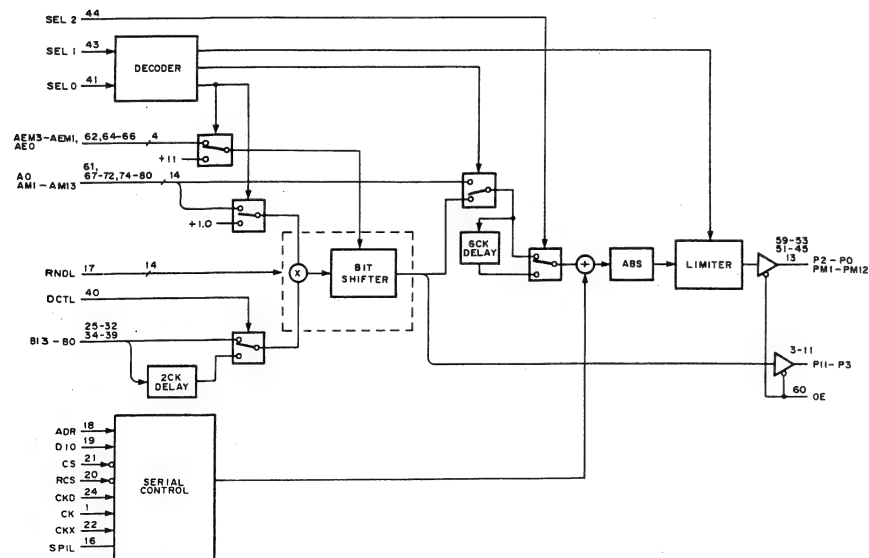 SEL 2 44
SEL 1 43
SEL 0 41
DECODER
AEM3-AEM1, 62,64-66 4
AE0
+11
A0 61,
AM1-AM13 67-72,74-80 14
+1.0
RNDL 17 14
DCTL 40
B13-B0 25-32
34-39
2CK
DELAY
X
BIT
SHIFTER
6CK
DELAY
+
ABS
LIMITER
59-53
51-45
13
P2-P0
PM1-PM12
3-11
P11-P3
60
OE
ADR 18
DIO 19
CS 21
RCS 20
CKD 24
CK 1
CKX 22
SPIL 16
SERIAL
CONTROL